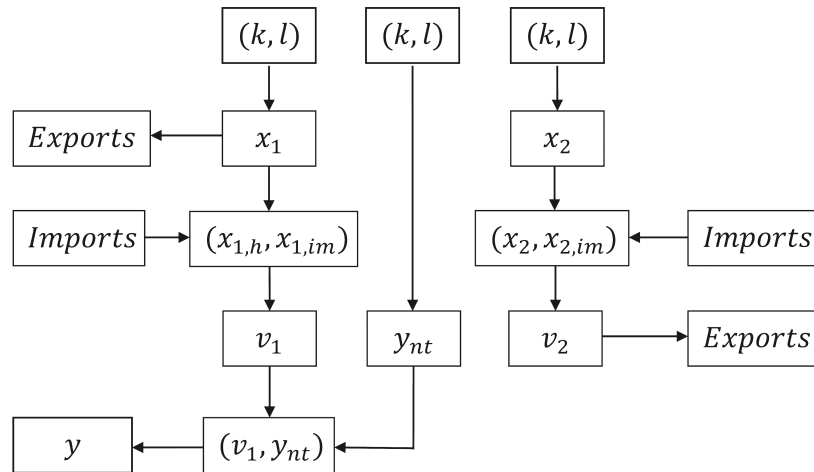 (k, l) (k, l) (k, l)
Exports x_1 x_2
Imports (x_{1,h}, x_{1,im}) (x_2, x_{2,im}) Imports
v_1 y_{nt} v_2 Exports
y (v_1, y_{nt})